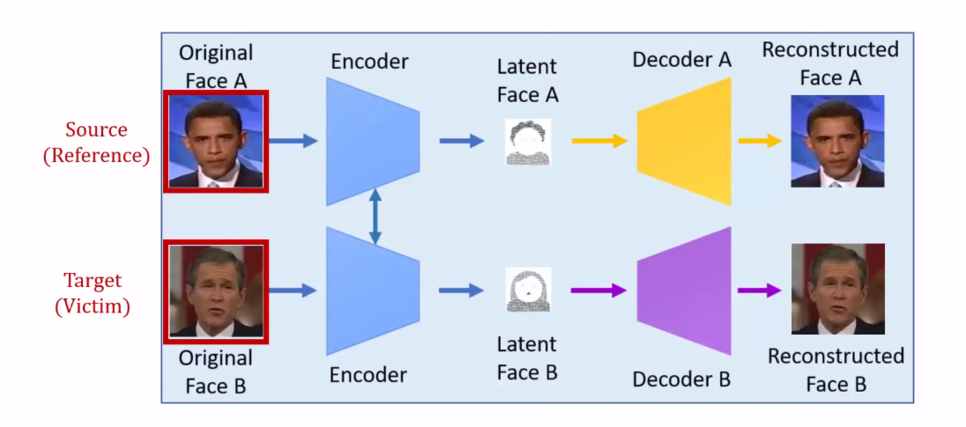 Original
Face A
Encoder
Latent
Face A
Decoder A
Reconstructed
Face A
Source
(Reference)
Target
(Victim)
Original
Face B
Encoder
Latent
Face B
Decoder B
Reconstructed
Face B